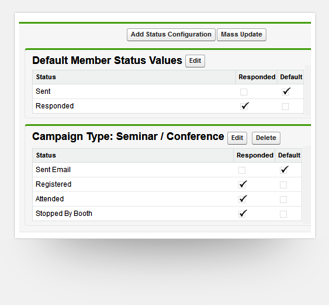 Add Status Configuration Mass Update
Default Member Status Values Edit
Status Responded Default
Sent
Responded
Campaign Type: Seminar / Conference Edit Delete
Status Responded Default
Sent Email
Registered
Attended
Stopped By Booth